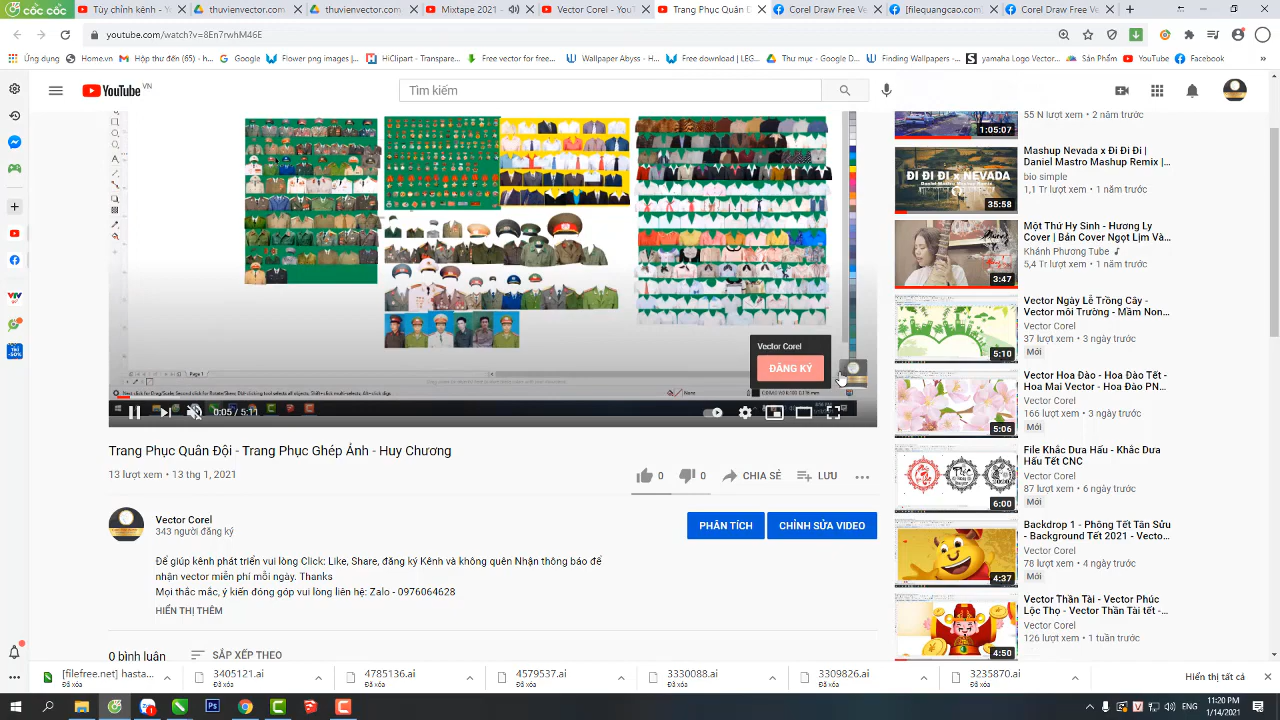 cốc cốc
Tùy chỉnh kênh - Y
thuvienvector.com
thuvienvector.com
Mixtape 2021 -
Vector Corel - YouT
Trang Phục Quân Đ
Corel Draw Free V
[filequangcao.com
Corel Draw Free V
youtube.com/watch?v=8En7rwhM46E
Ứng dụng
Home.vn
Hộp thư đến (85) - h...
Google
Flower png images |...
HiClipart - Transpar...
Free vector for free...
Wallpaper Abyss - H...
Free download | LEG...
Thư mục - Google D...
Finding Wallpapers -...
yamaha Logo Vector...
Sản Phẩm
YouTube
Facebook
YouTube VN
Tìm kiếm
55 N lượt xem • 2 năm trước
1:05:07
ĐI ĐI ĐI x NEVADA
Daniel Mastro Mashup Remix
35:58
Mashup Nevada x Đi Đi Đi |
Daniel Mastro Mashup Remix |
bio simple
1,1 Tr lượt xem • 1 năm trước
3:47
Một Thứ Hy Sinh - Hương Ly
Cover | Bản Cover Ngọt Lịm Và...
Khánh Phương Tube
5,4 Tr lượt xem • 1 năm trước
5:10
Vector Ngày Lễ Trồng Cây -
Vector môi Trường - Mầm Non...
Vector Corel
37 lượt xem • 3 ngày trước
Mới
5:06
Vector Hoa Đào - Hoa Đào Tết -
Hoa Mai Vector - Hoa Đào PN...
Vector Corel
166 lượt xem • 3 ngày trước
Mới
6:00
File Khắc Dưa Hấu - Khắc Dưa
Hấu Tết CNC
Vector Corel
87 lượt xem • 6 ngày trước
Mới
4:37
Backdrop 1 - Phông Tết Tân Sửu
- Background Tết 2021 - Vecto...
Vector Corel
78 lượt xem • 4 ngày trước
Mới
4:50
Vector Thần Tài - Vector Phúc
Lộc Thọ - Vector Thần Tài tết -...
Vector Corel
126 lượt xem • 1 tuần trước
Vector Corel
ĐĂNG KÝ
0:05 / 5:11
Trang Phục Quân Đội - Trang Phục Ghép Ảnh - Huy Chương
13 lượt xem • 13 thg 1, 2021
0
0
CHIA SẺ
LƯU
Vector Corel
343 người đăng ký
PHÂN TÍCH
CHỈNH SỬA VIDEO
Để giúp kênh phát triển vui lòng Click: Like, Share, đăng ký Kênh và không quên Nhận thông báo để
nhận vector miễn phí mỗi ngày. Thanks
HIỂN THỊ THÊM
0 bình luận
SẮP XẾP THEO
[filefree.net] hasta....
Đã xóa
3405121.ai
Đã xóa
4785136.ai
Đã xóa
4579537.ai
Đã xóa
3330088.ai
Đã xóa
3309826.ai
Đã xóa
3235870.ai
Đã xóa
Hiển thị tất cả
ENG
11:20 PM
1/14/2021